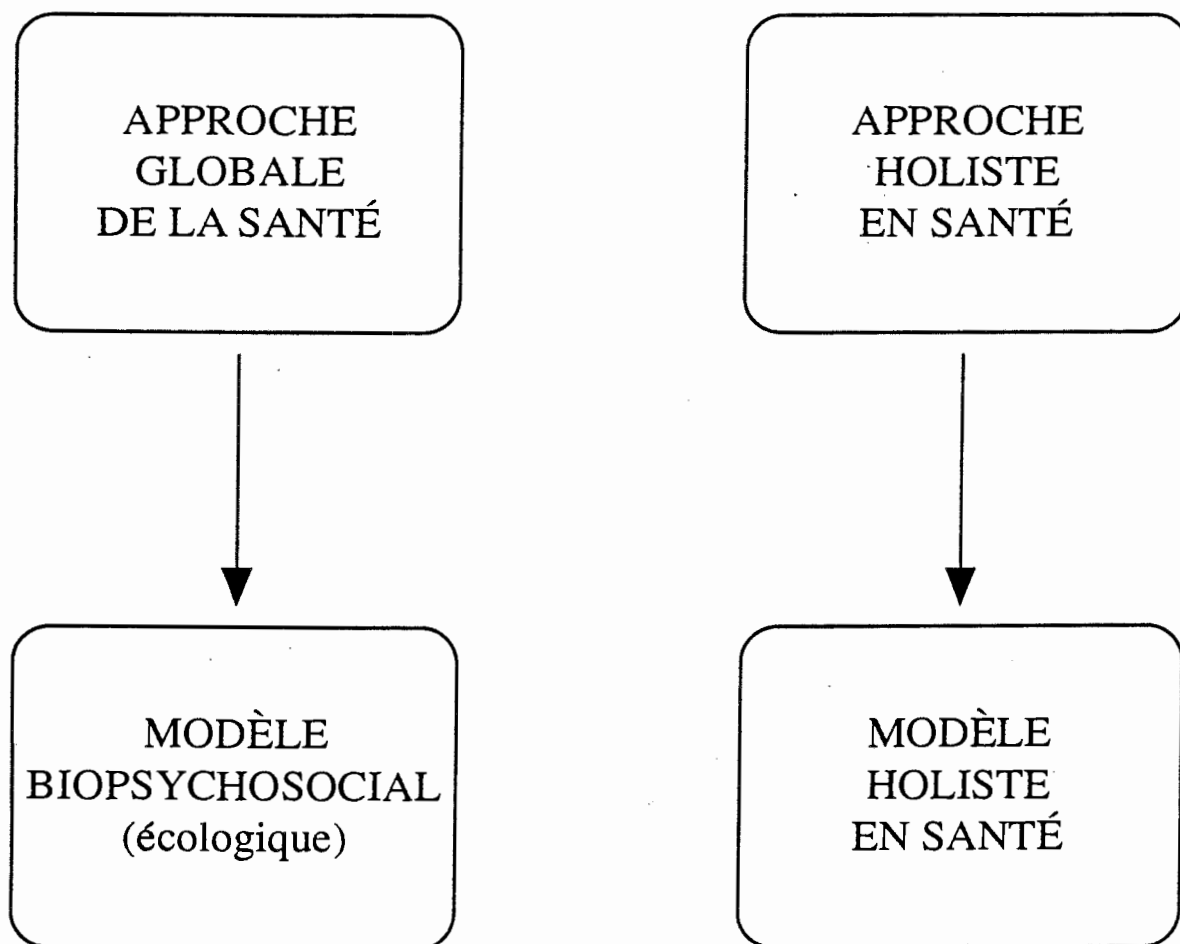 APPROCHE
GLOBALE
DE LA SANTÉ
APPROCHE
HOLISTE
EN SANTÉ
MODÈLE
BIOPSYCHOSOCIAL
(écologique)
MODÈLE
HOLISTE
EN SANTÉ